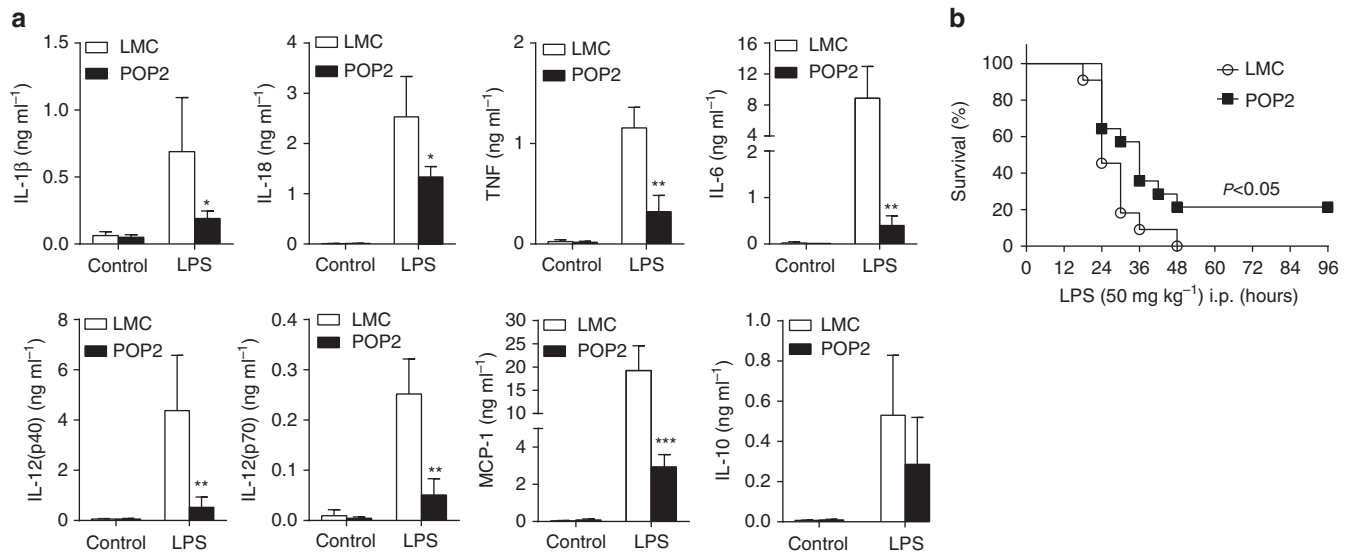 a
IL-1β (ng ml⁻¹)
1.5
1.0
0.5
0.0
LMC
POP2
*
Control LPS
IL-18 (ng ml⁻¹)
4
3
2
1
0
LMC
POP2
*
Control LPS
TNF (ng ml⁻¹)
2
1
0
LMC
POP2
**
Control LPS
IL-6 (ng ml⁻¹)
16
12
8
4
2
1
0
LMC
POP2
**
Control LPS
b
Survival (%)
100
80
60
40
20
0
LMC
POP2
P<0.05
0 12 24 36 48 60 72 84 96
LPS (50 mg kg⁻¹) i.p. (hours)
IL-12(p40) (ng ml⁻¹)
8
6
4
2
0
LMC
POP2
**
Control LPS
IL-12(p70) (ng ml⁻¹)
0.4
0.3
0.2
0.1
0.0
LMC
POP2
**
Control LPS
MCP-1 (ng ml⁻¹)
30
25
20
15
10
6
4
2
0
LMC
POP2
***
Control LPS
IL-10 (ng ml⁻¹)
1.0
0.8
0.6
0.4
0.2
0.0
LMC
POP2
Control LPS